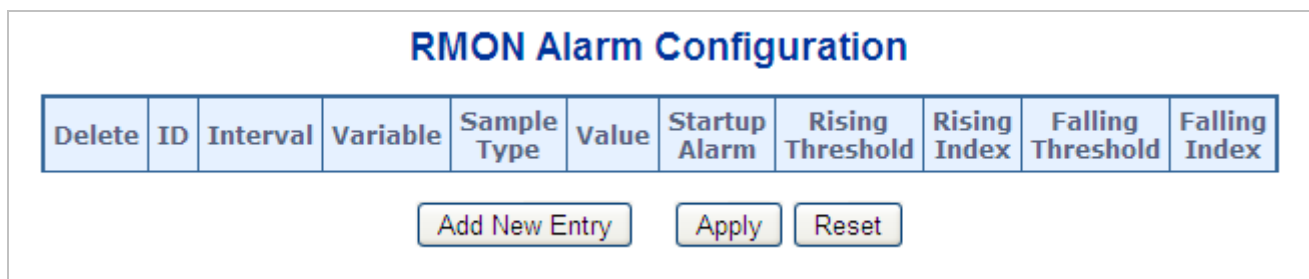 RMON Alarm Configuration
Delete ID Interval Variable Sample Type Value Startup Alarm Rising Threshold Rising Index Falling Threshold Falling Index
Add New Entry Apply Reset